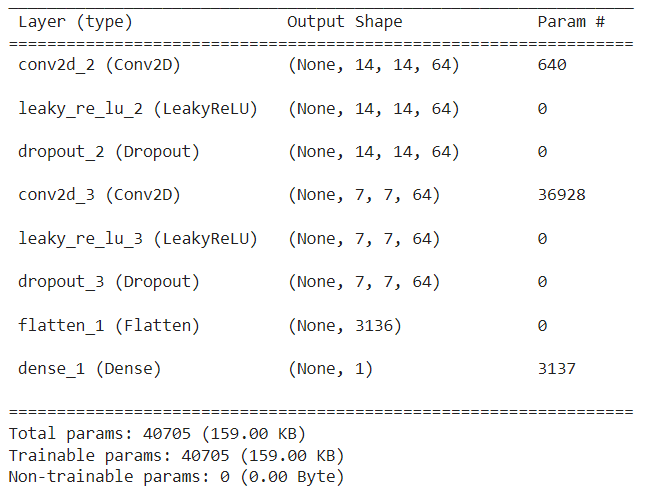 Layer (type) Output Shape Param #
conv2d_2 (Conv2D) (None, 14, 14, 64) 640
leaky_re_lu_2 (LeakyReLU) (None, 14, 14, 64) 0
dropout_2 (Dropout) (None, 14, 14, 64) 0
conv2d_3 (Conv2D) (None, 7, 7, 64) 36928
leaky_re_lu_3 (LeakyReLU) (None, 7, 7, 64) 0
dropout_3 (Dropout) (None, 7, 7, 64) 0
flatten_1 (Flatten) (None, 3136) 0
dense_1 (Dense) (None, 1) 3137
Total params: 40705 (159.00 KB)
Trainable params: 40705 (159.00 KB)
Non-trainable params: 0 (0.00 Byte)